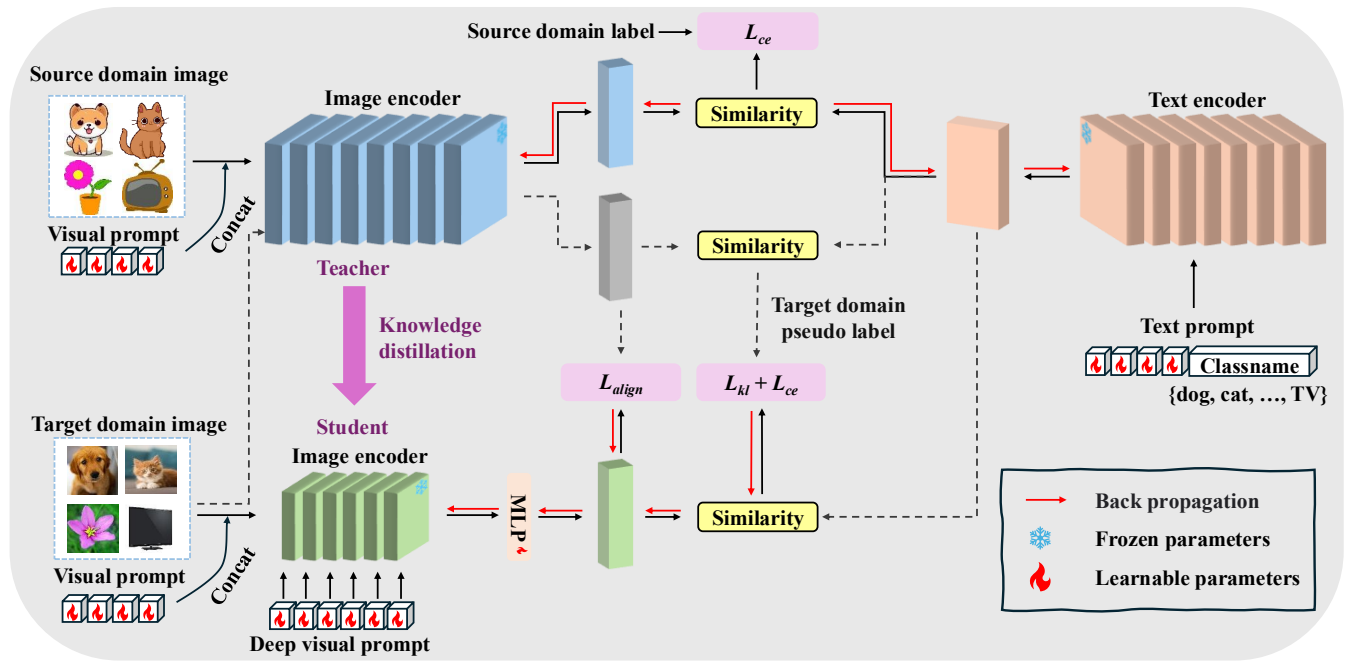 Source domain label
L_ce
Source domain image
Image encoder
Similarity
Text encoder
Visual prompt
Concat
Similarity
Teacher
Knowledge
distillation
Target domain
pseudo label
Text prompt
Classname
{dog, cat, …, TV}
L_align
L_kl + L_ce
Target domain image
Student
Image encoder
MLP
Similarity
Visual prompt
Concat
Deep visual prompt
Back propagation
Frozen parameters
Learnable parameters